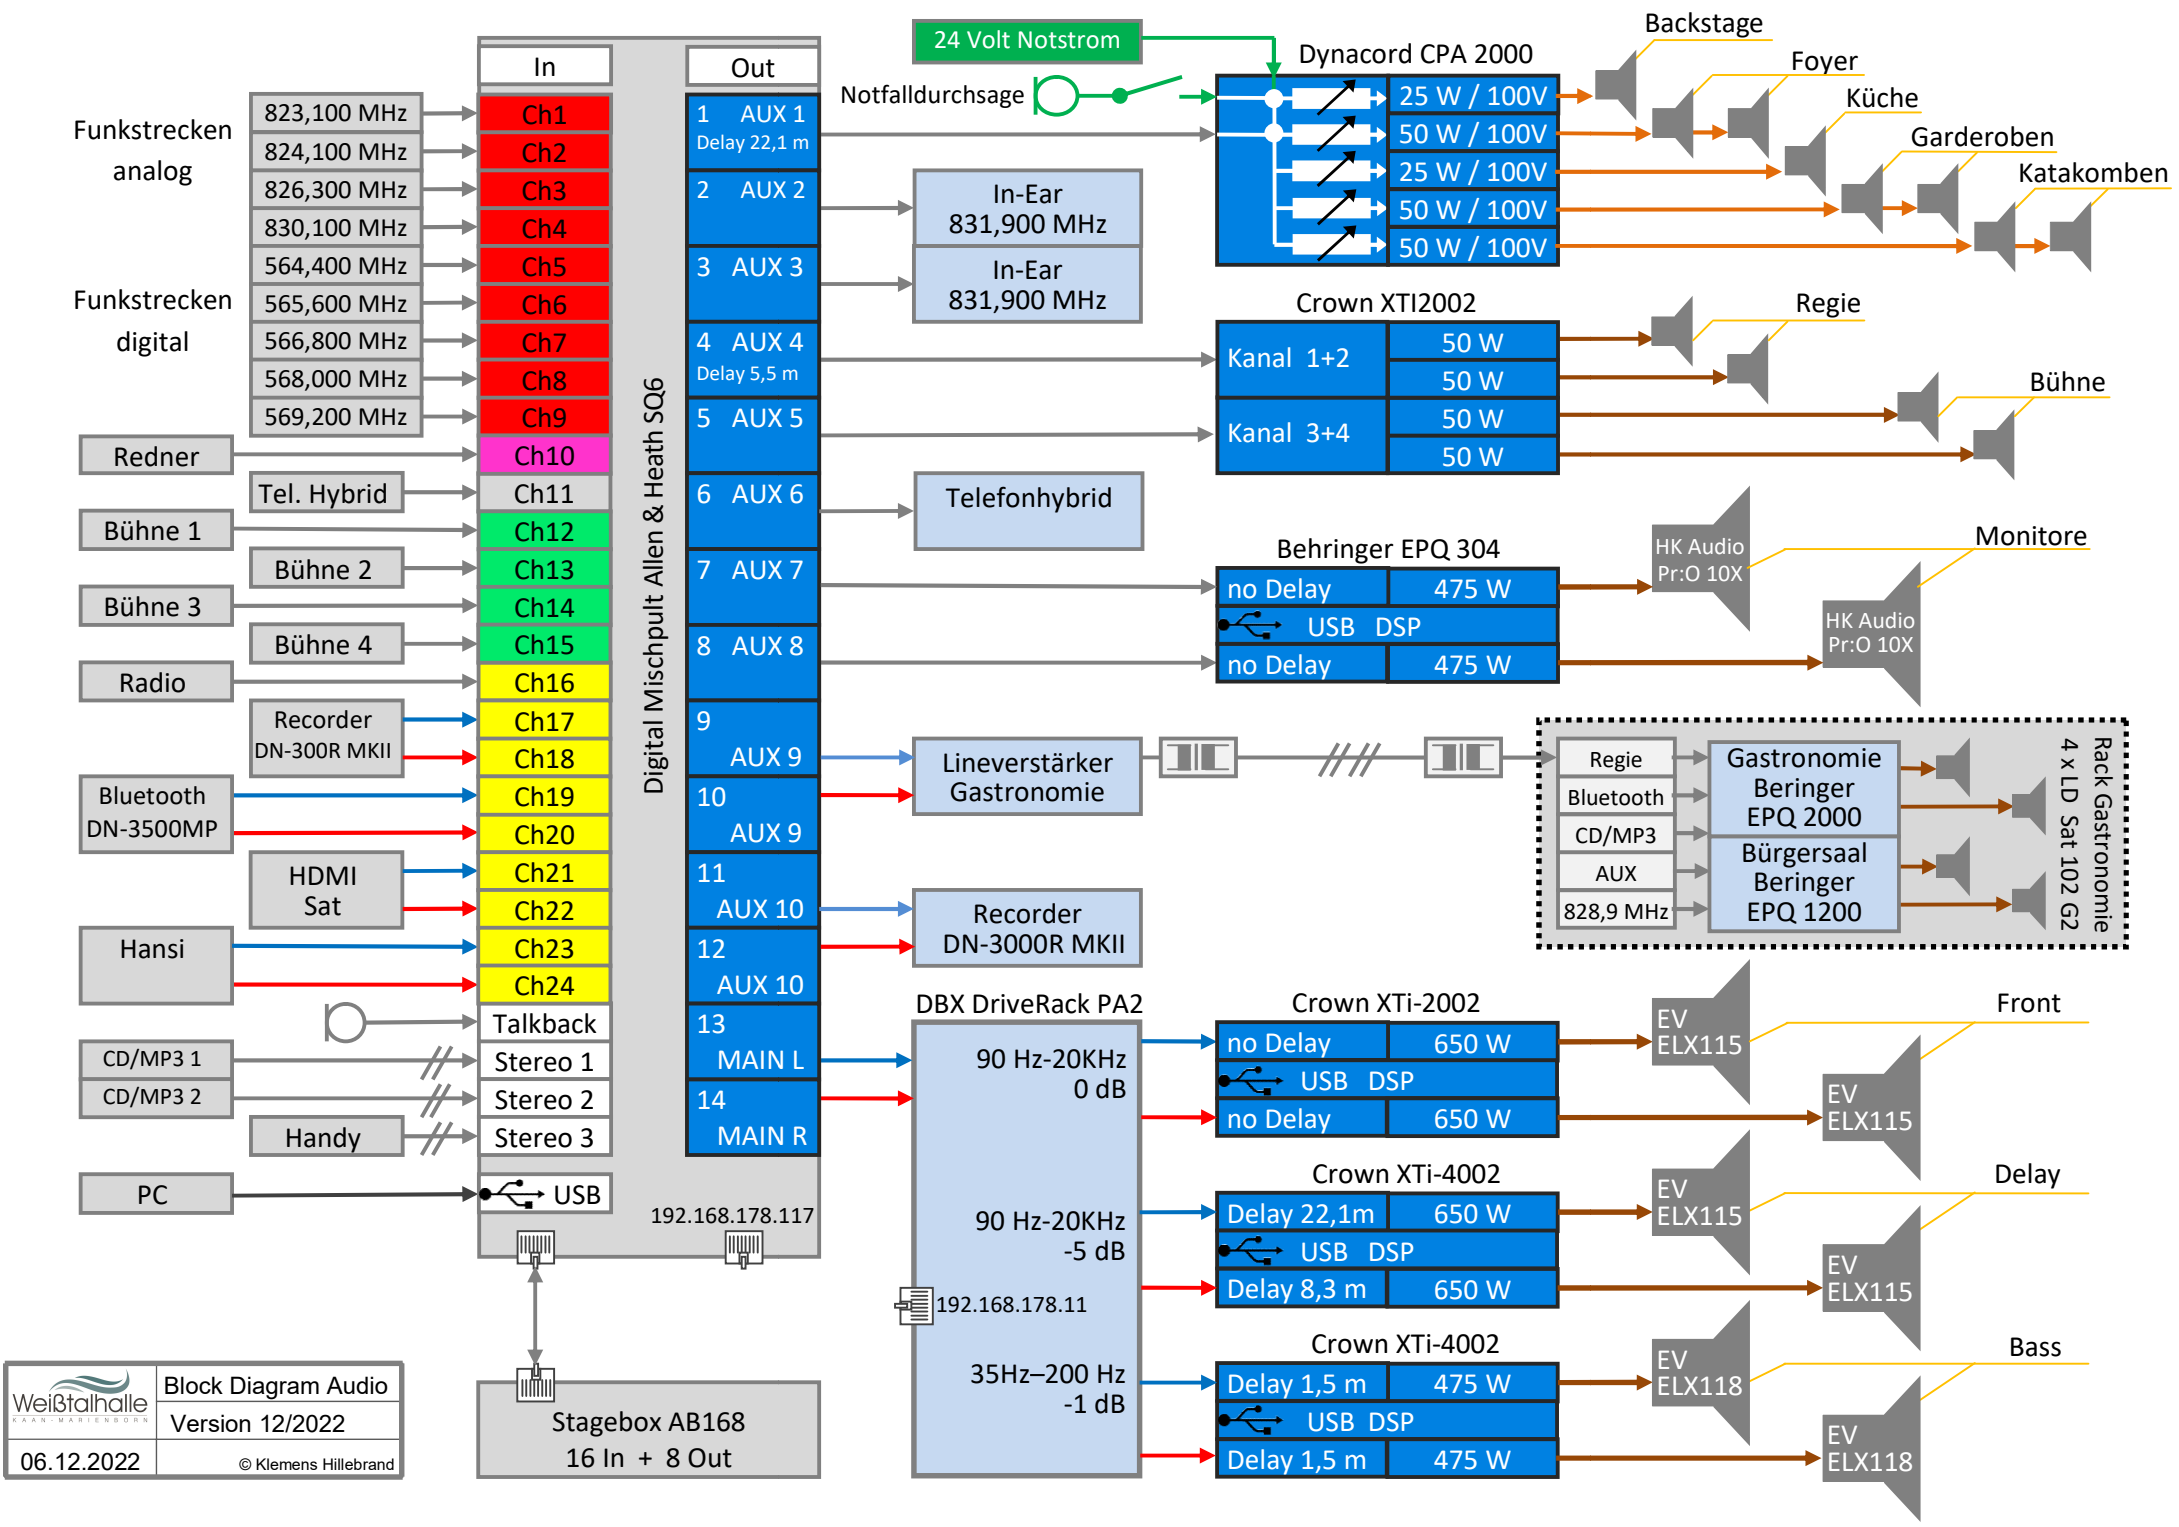 In
Out
Funkstrecken
analog
Funkstrecken
digital
823,100 MHz
824,100 MHz
826,300 MHz
830,100 MHz
564,400 MHz
565,600 MHz
566,800 MHz
568,000 MHz
569,200 MHz
Redner
Tel. Hybrid
Bühne 1
Bühne 2
Bühne 3
Bühne 4
Radio
Recorder
DN-300R MKII
Bluetooth
DN-3500MP
HDMI
Sat
Hansi
CD/MP3 1
CD/MP3 2
Handy
PC
Ch1
Ch2
Ch3
Ch4
Ch5
Ch6
Ch7
Ch8
Ch9
Ch10
Ch11
Ch12
Ch13
Ch14
Ch15
Ch16
Ch17
Ch18
Ch19
Ch20
Ch21
Ch22
Ch23
Ch24
Talkback
Stereo 1
Stereo 2
Stereo 3
USB
Digital Mischpult Allen & Heath SQ6
1 AUX 1
Delay 22,1 m
2 AUX 2
3 AUX 3
4 AUX 4
Delay 5,5 m
5 AUX 5
6 AUX 6
7 AUX 7
8 AUX 8
9
AUX 9
10
AUX 9
11
AUX 10
12
AUX 10
13
MAIN L
14
MAIN R
192.168.178.117
Stagebox AB168
16 In + 8 Out
24 Volt Notstrom
Notfalldurchsage
In-Ear
831,900 MHz
In-Ear
831,900 MHz
Telefonhybrid
Lineverstärker
Gastronomie
Recorder
DN-3000R MKII
DBX DriveRack PA2
90 Hz-20KHz
0 dB
90 Hz-20KHz
-5 dB
192.168.178.11
35Hz–200 Hz
-1 dB
Dynacord CPA 2000
25 W / 100V
50 W / 100V
25 W / 100V
50 W / 100V
50 W / 100V
Backstage
Foyer
Küche
Garderoben
Katakomben
Crown XTI2002
Kanal 1+2
50 W
50 W
Kanal 3+4
50 W
50 W
Regie
Bühne
Behringer EPQ 304
no Delay
475 W
USB DSP
no Delay
475 W
HK Audio
Pr:O 10X
HK Audio
Pr:O 10X
Monitore
Regie
Bluetooth
CD/MP3
AUX
828,9 MHz
Gastronomie
Beringer
EPQ 2000
Bürgersaal
Beringer
EPQ 1200
Rack Gastronomie
4 x LD Sat 102 G2
Crown XTi-2002
no Delay
650 W
USB DSP
no Delay
650 W
EV
ELX115
EV
ELX115
Front
Crown XTi-4002
Delay 22,1m
650 W
USB DSP
Delay 8,3 m
650 W
EV
ELX115
EV
ELX115
Delay
Crown XTi-4002
Delay 1,5 m
475 W
USB DSP
Delay 1,5 m
475 W
EV
ELX118
EV
ELX118
Bass
Weißtalhalle
KAAN-MARIENBORN
Block Diagram Audio
Version 12/2022
06.12.2022
© Klemens Hillebrand